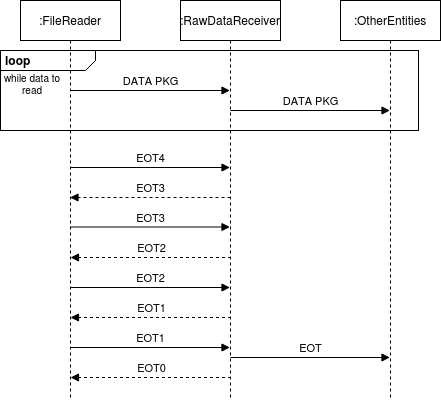 :FileReader
:RawDataReceiver
:OtherEntities
loop
while data to
read
DATA PKG
DATA PKG
EOT4
EOT3
EOT3
EOT2
EOT2
EOT1
EOT1
EOT
EOT0